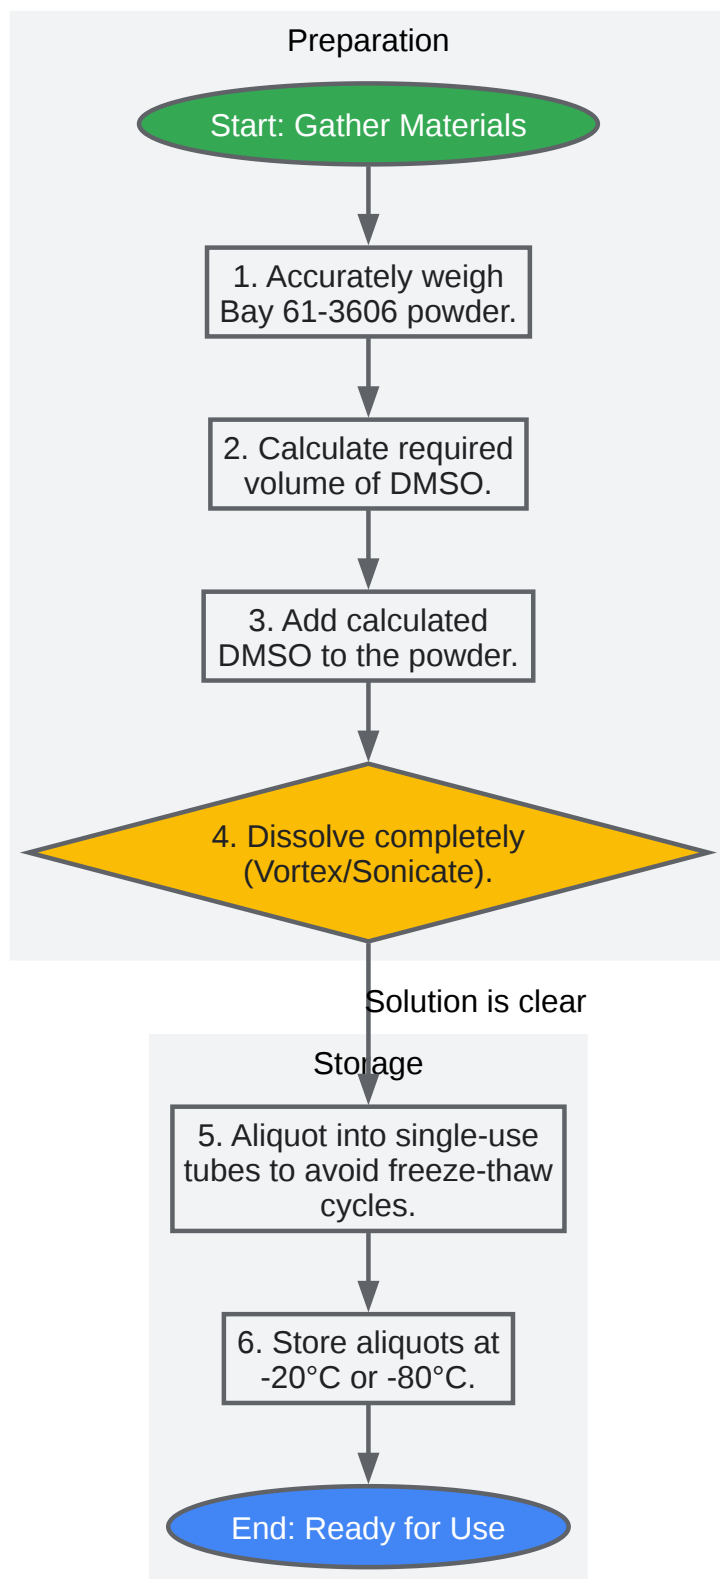 Preparation
Start: Gather Materials
1. Accurately weigh
Bay 61-3606 powder.
2. Calculate required
volume of DMSO.
3. Add calculated
DMSO to the powder.
4. Dissolve completely
(Vortex/Sonicate).
Solution is clear
Storage
5. Aliquot into single-use
tubes to avoid freeze-thaw
cycles.
6. Store aliquots at
-20°C or -80°C.
End: Ready for Use